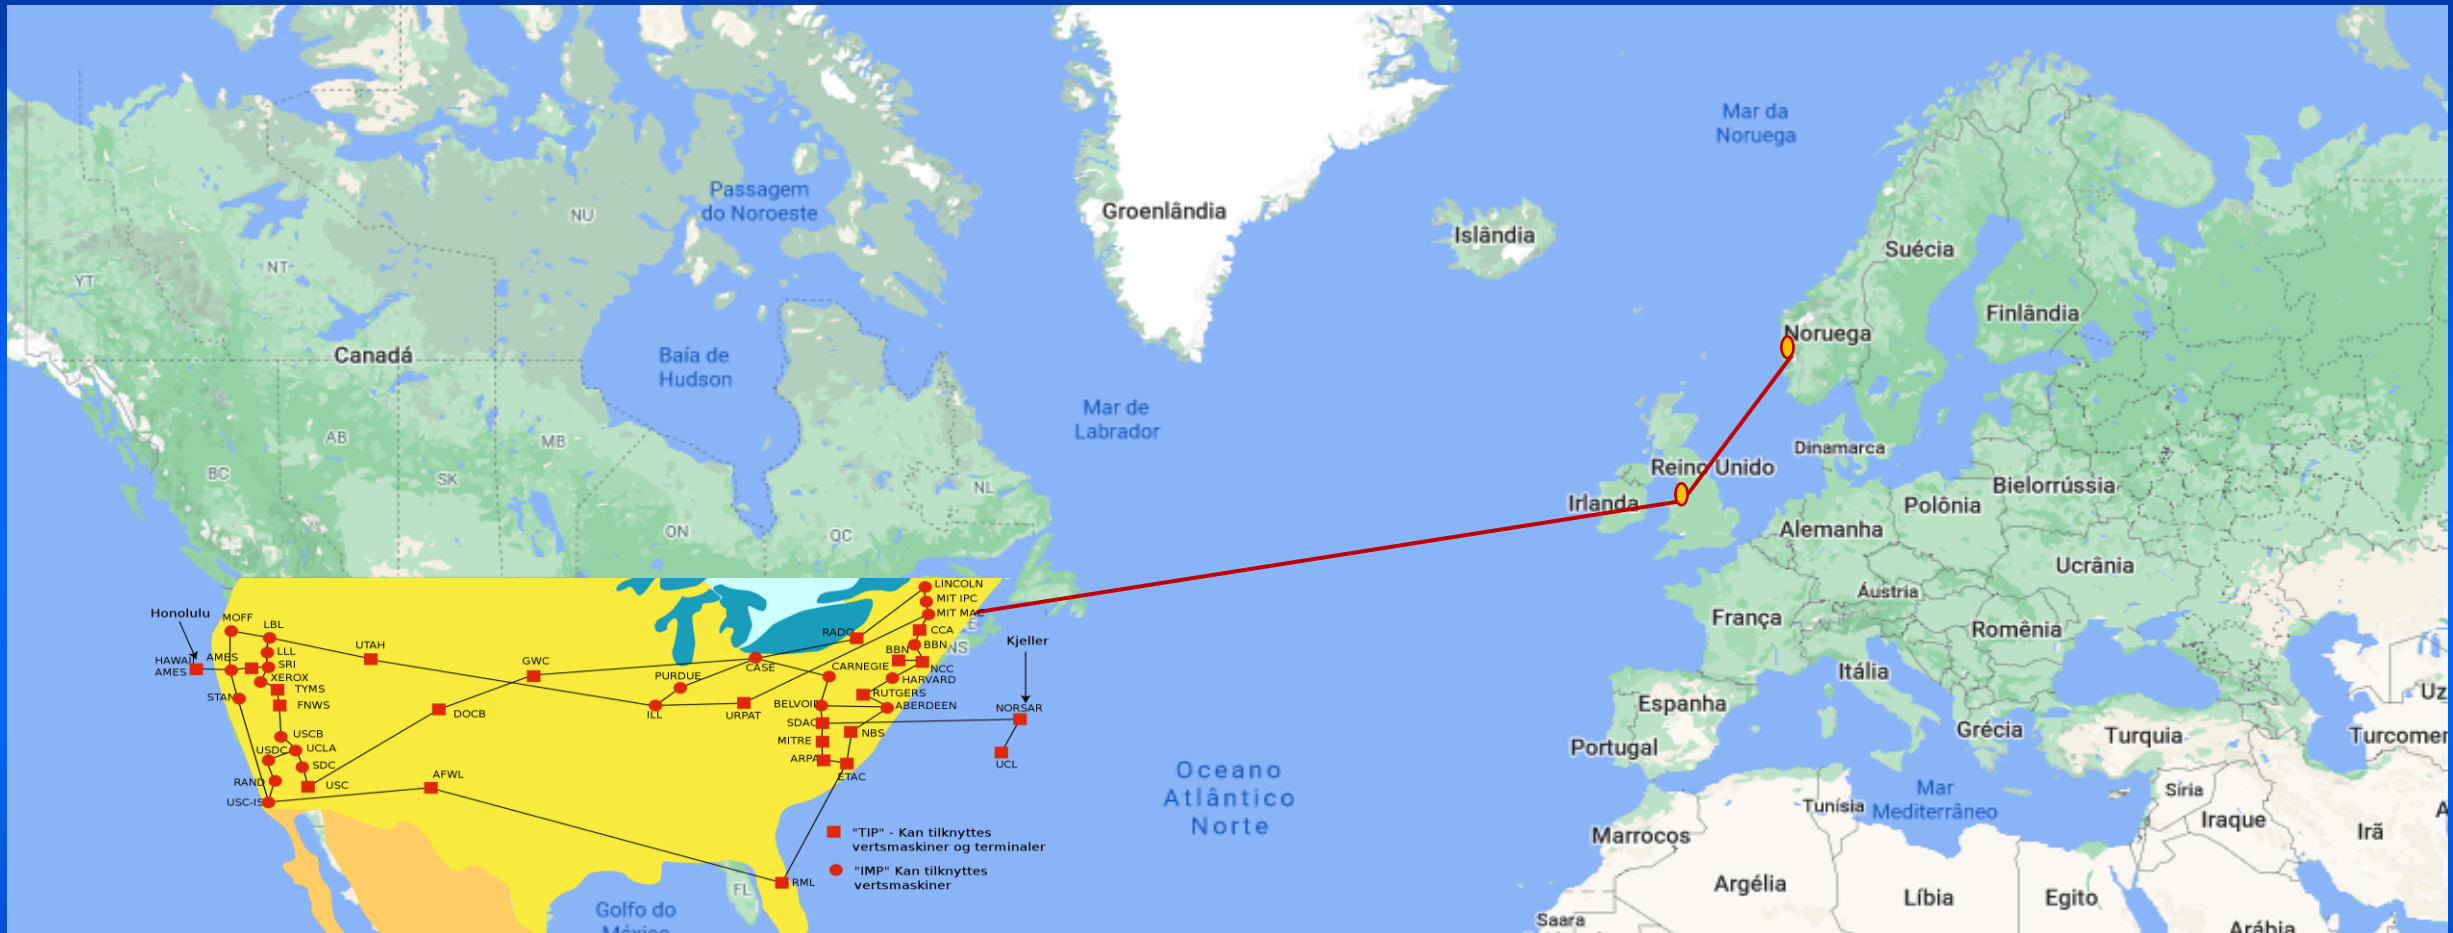 Mar da
Noruega
Passagem
do Noroeste
NU
Groenlândia
Islândia
Suécia
NT
YT
Finlândia
Noruega
Canadá
Baía de
Hudson
Mar de
Labrador
AB
MB
BC
SK
NL
ON
QC
Dinamarca
Reino Unido
Irlanda
Bielorrússia
Polônia
Alemanha
Ucrânia
Áustria
França
Romênia
Itália
Espanha
Portugal
Grécia
Turquia
Uz
Turcomer
Oceano
Atlântico
Norte
Mar
Mediterrâneo
Tunísia
Síria
Iraque
Irã
A
Marrocos
Argélia
Líbia
Egito
Saara
Arábia
E
NS
FL
Golfo do
México
Honolulu
MOFF
LBL
LLL
SRI
HAWAII
AMES
AMES
XEROX
TYMS
STAN
FNWS
USCB
USDC
UCLA
SDC
RAND
USC
USC-IS
UTAH
GWC
DOCB
AFWL
PURDUE
ILL
URPAT
CASE
RADC
LINCOLN
MIT IPC
MIT MAC
CCA
BBN
BBN
CARNEGIE
NCC
HARVARD
RUTGERS
BELVOIR
ABERDEEN
SDAC
NBS
MITRE
ARPA
ETAC
RML
Kjeller
NORSAR
UCL
"TIP" - Kan tilknyttes
vertsmaskiner og terminaler
"IMP" Kan tilknyttes
vertsmaskiner